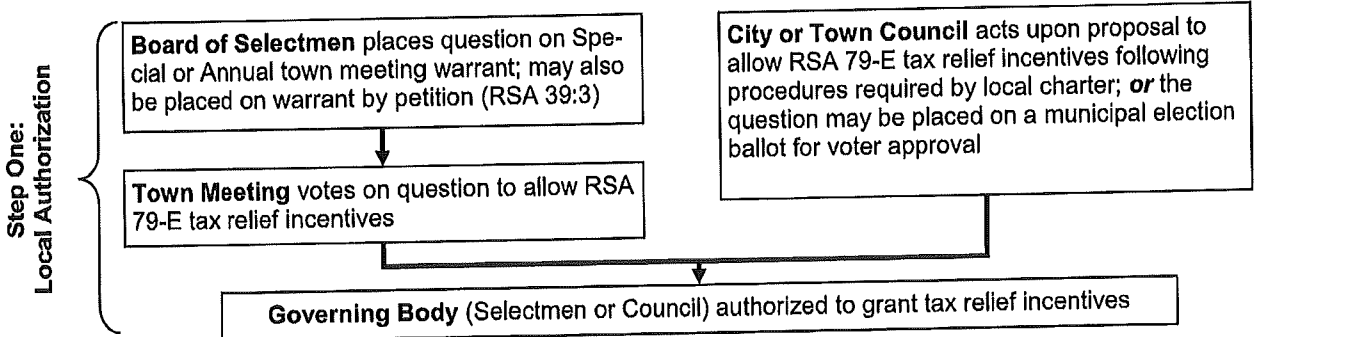 Step One:
Local Authorization
Board of Selectmen places question on Spe-
cial or Annual town meeting warrant; may also
be placed on warrant by petition (RSA 39:3)
Town Meeting votes on question to allow RSA
79-E tax relief incentives
City or Town Council acts upon proposal to
allow RSA 79-E tax relief incentives following
procedures required by local charter; or the
question may be placed on a municipal election
ballot for voter approval
Governing Body (Selectmen or Council) authorized to grant tax relief incentives